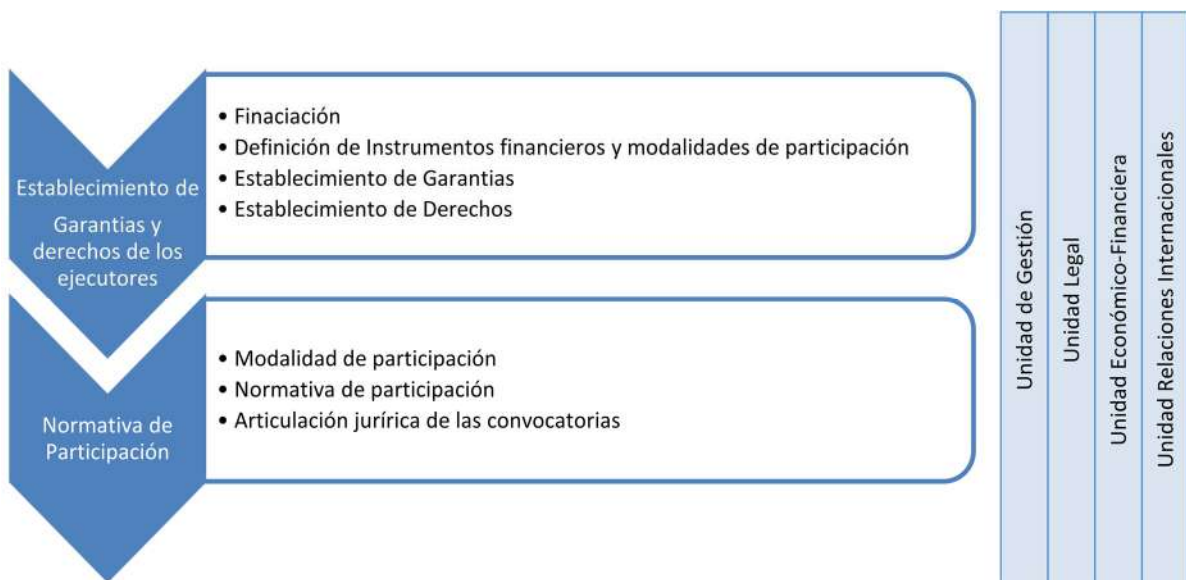 Establecimiento de
Garantias y
derechos de los
ejecutores
• Finaciación
• Definición de Instrumentos financieros y modalidades de participación
• Establecimiento de Garantias
• Establecimiento de Derechos
Normativa de
Participación
• Modalidad de participación
• Normativa de participación
• Articulación jurírica de las convocatorias
Unidad de Gestión
Unidad Legal
Unidad Económico-Financiera
Unidad Relaciones Internacionales